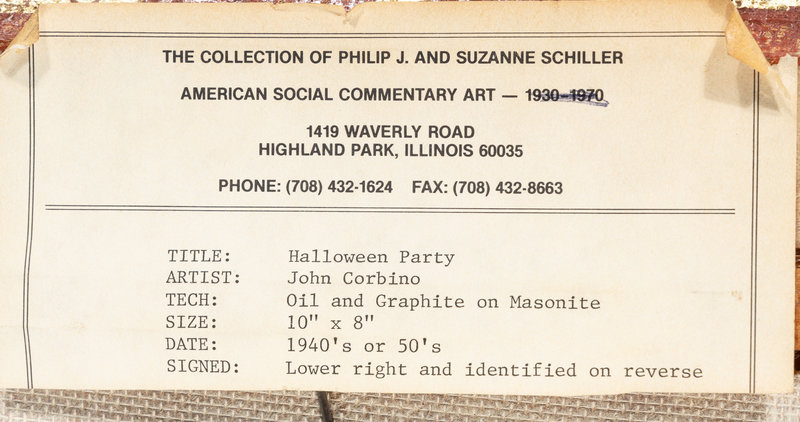 THE COLLECTION OF PHILIP J. AND SUZANNE SCHILLER
AMERICAN SOCIAL COMMENTARY ART — 1930-1970
1419 WAVERLY ROAD
HIGHLAND PARK, ILLINOIS 60035
PHONE: (708) 432-1624 FAX: (708) 432-8663
TITLE: Halloween Party
ARTIST: John Corbino
TECH: Oil and Graphite on Masonite
SIZE: 10" x 8"
DATE: 1940's or 50's
SIGNED: Lower right and identified on reverse